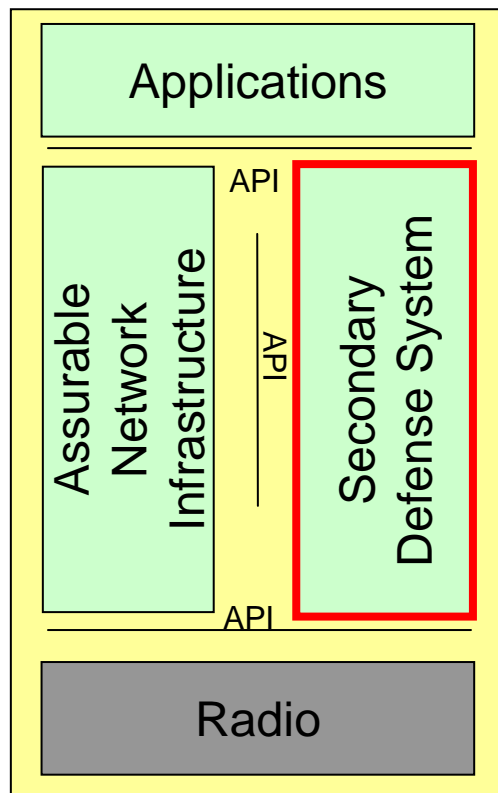 Applications
API
Assurable
Network
Infrastructure
API
Secondary
Defense System
API
Radio